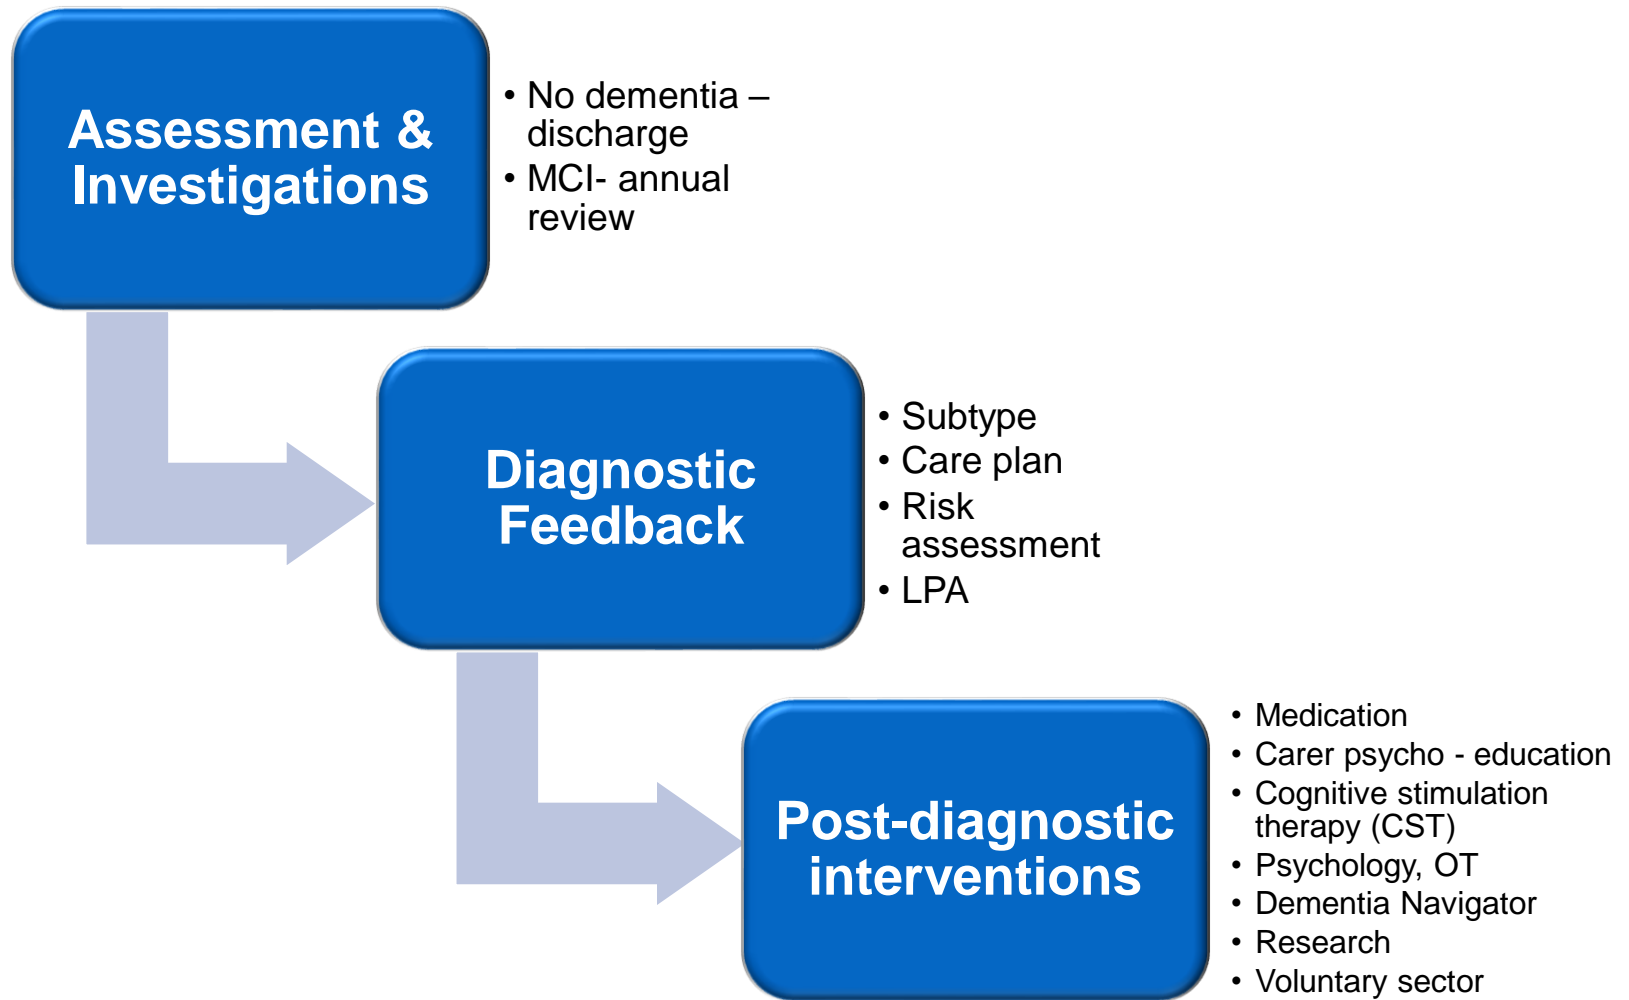 Assessment &
Investigations
• No dementia –
discharge
• MCI- annual
review
Diagnostic
Feedback
• Subtype
• Care plan
• Risk
assessment
• LPA
Post-diagnostic
interventions
• Medication
• Carer psycho - education
• Cognitive stimulation
therapy (CST)
• Psychology, OT
• Dementia Navigator
• Research
• Voluntary sector